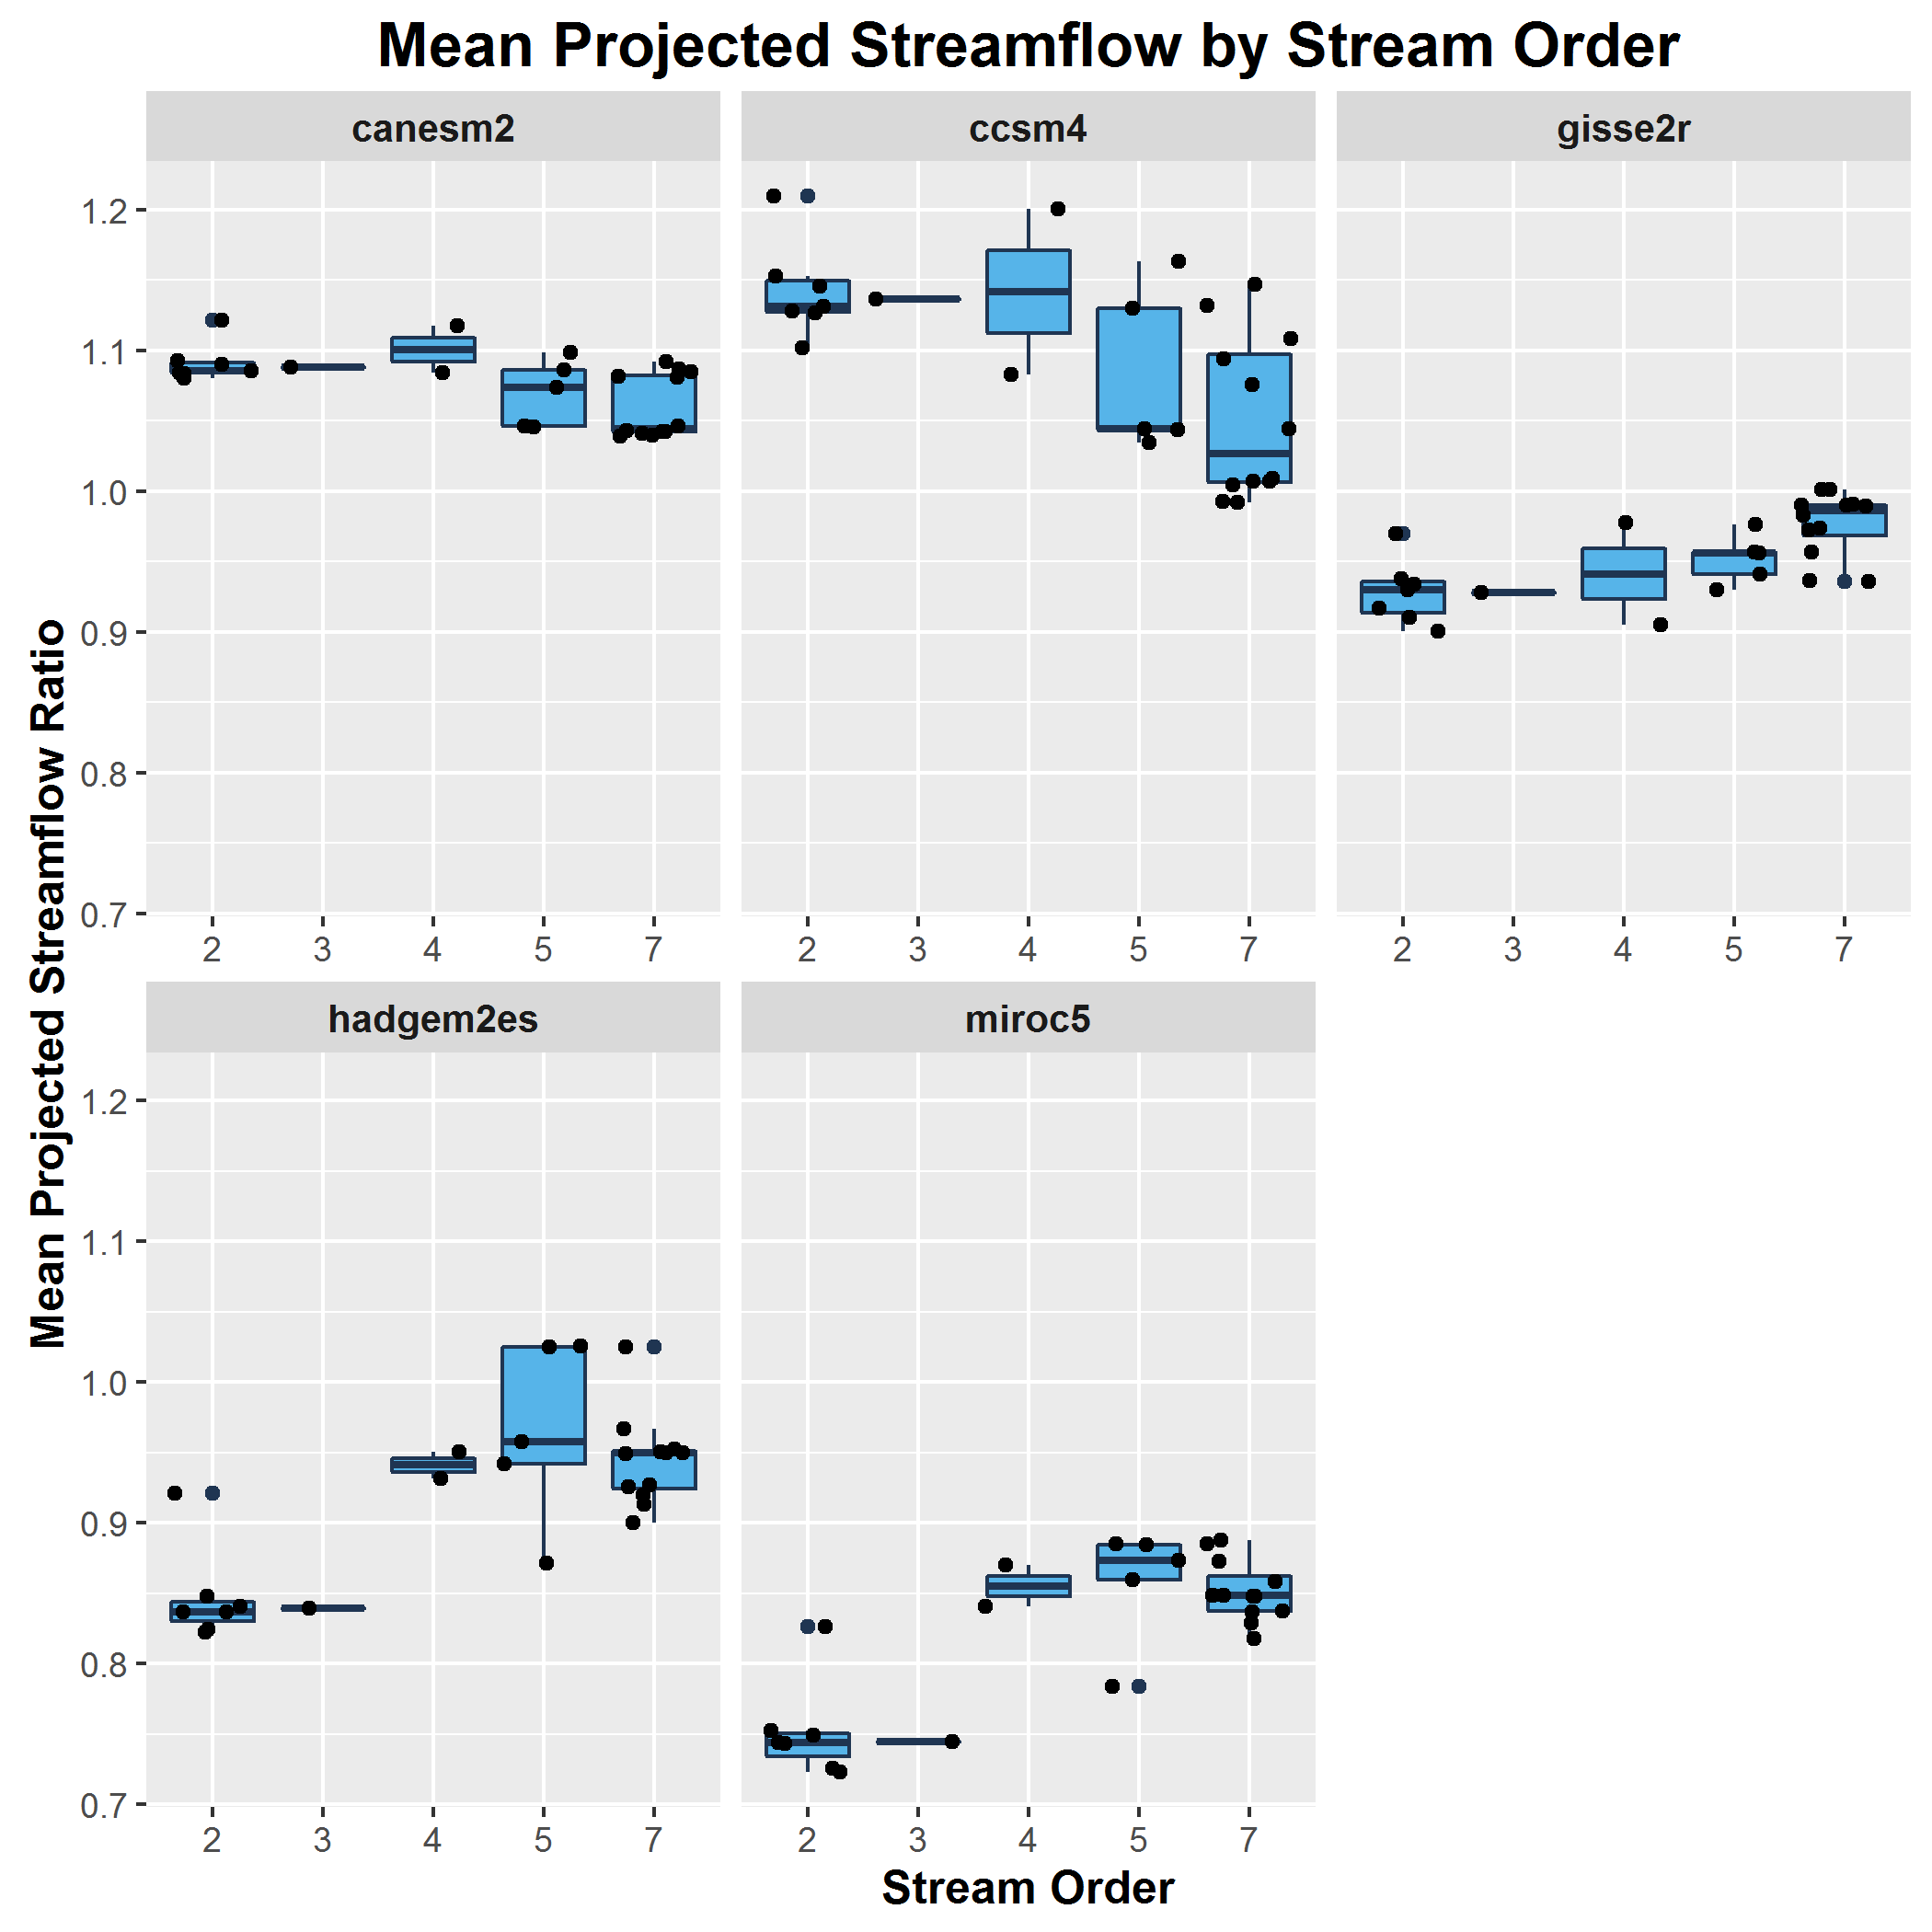 Mean Projected Streamflow by Stream Order
canesm2
ccsm4
gisse2r
1.2
1.1
1.0
0.9
0.8
0.7
2 3 4 5 7
2 3 4 5 7
2 3 4 5 7
Mean Projected Streamflow Ratio
hadgem2es
miroc5
1.2
1.1
1.0
0.9
0.8
0.7
2 3 4 5 7
2 3 4 5 7
Stream Order